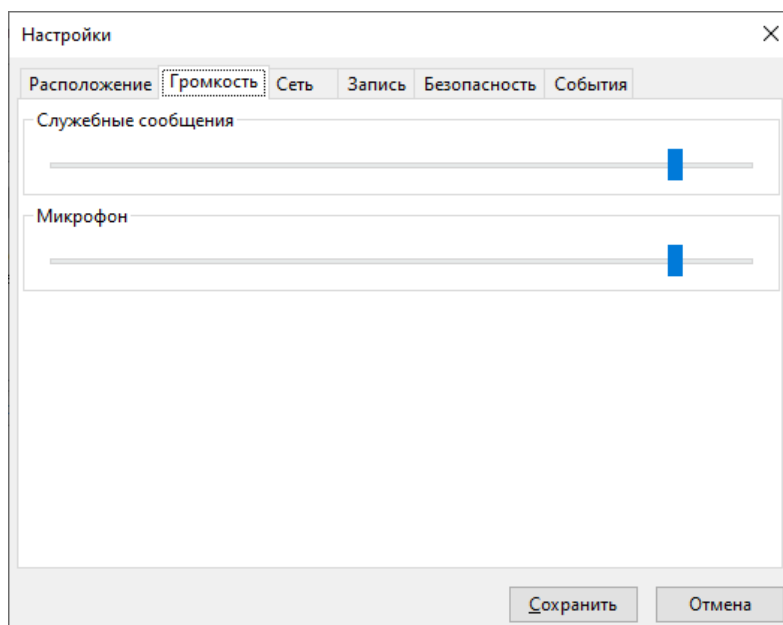 Настройки
Расположение Громкость Сеть Запись Безопасность События
Служебные сообщения
Микрофон
Сохранить Отмена